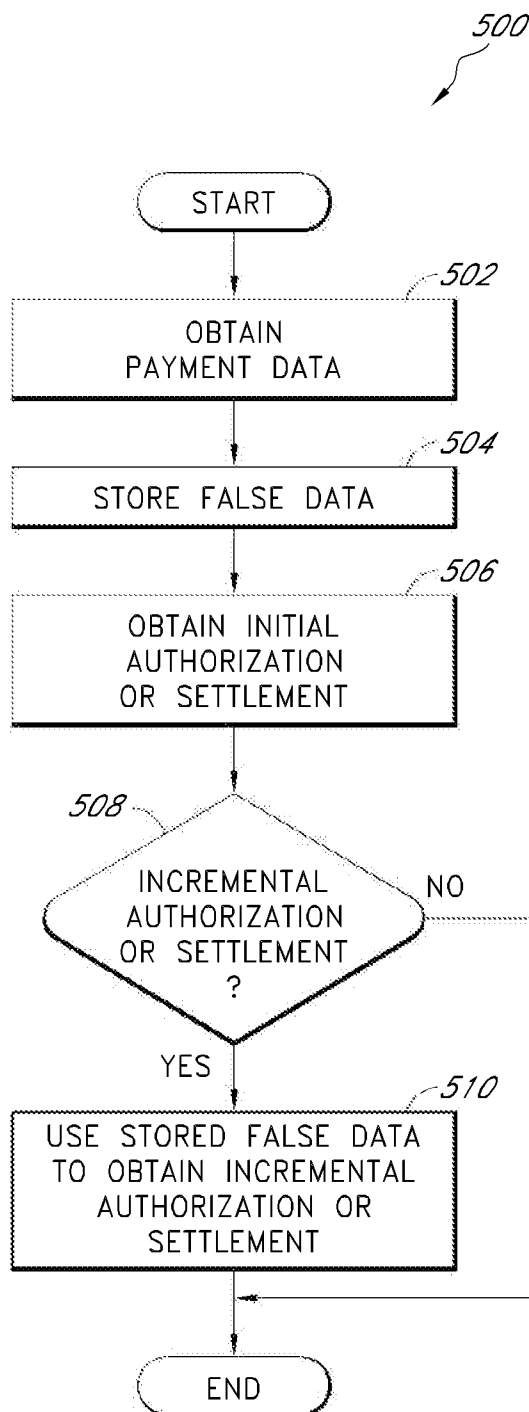 500
START
502
OBTAIN
PAYMENT DATA
504
STORE FALSE DATA
506
OBTAIN INITIAL
AUTHORIZATION
OR SETTLEMENT
508
INCREMENTAL
AUTHORIZATION
OR SETTLEMENT
?
NO
YES
510
USE STORED FALSE DATA
TO OBTAIN INCREMENTAL
AUTHORIZATION OR
SETTLEMENT
END